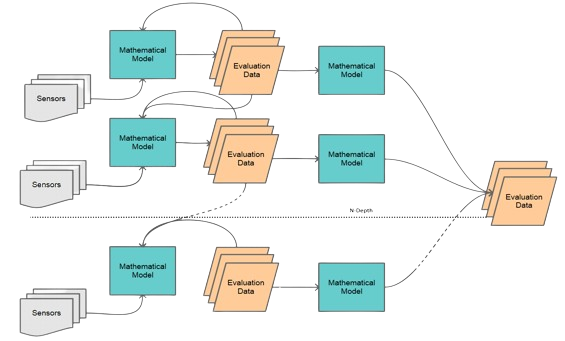 Mathematical
Model
Evaluation
Data
Mathematical
Model
Sensors
Mathematical
Model
Evaluation
Data
Mathematical
Model
Sensors
Evaluation
Data
N Depth
Mathematical
Model
Evaluation
Data
Mathematical
Model
Sensors